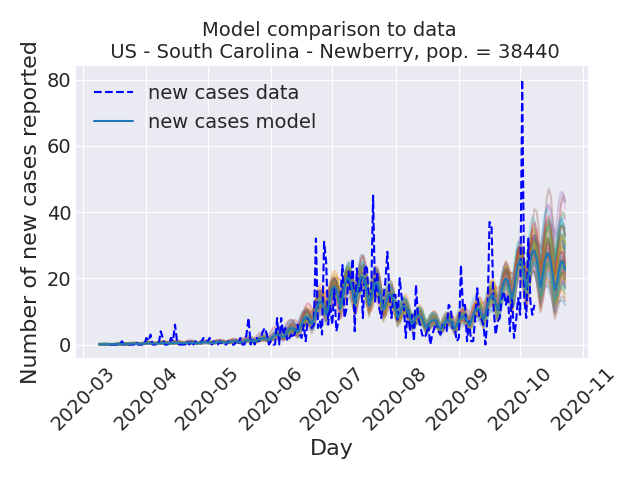 Model comparison to data
US - South Carolina - Newberry, pop. = 38440
Number of new cases reported
80
60
40
20
0
new cases data
new cases model
2020-03
2020-04
2020-05
2020-06
2020-07
2020-08
2020-09
2020-10
2020-11
Day